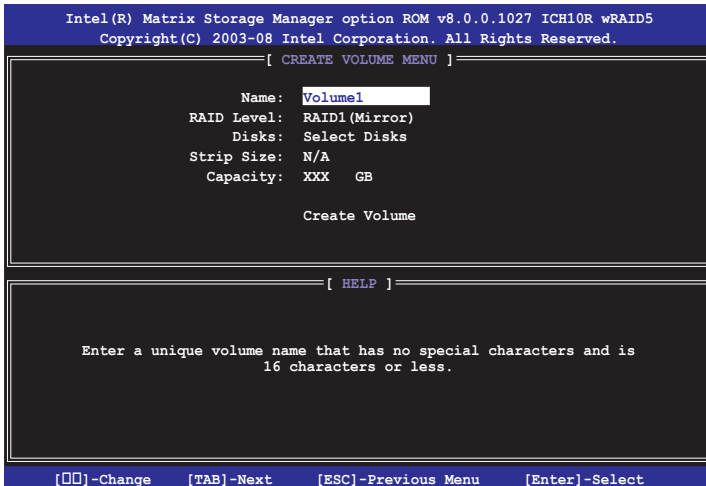 Intel(R) Matrix Storage Manager option ROM v8.0.0.1027 ICH10R wRAID5
Copyright(C) 2003-08 Intel Corporation. All Rights Reserved.
[ CREATE VOLUME MENU ]
Name: Volume1
RAID Level: RAID1(Mirror)
Disks: Select Disks
Strip Size: N/A
Capacity: XXX GB
Create Volume
[ HELP ]
Enter a unique volume name that has no special characters and is
16 characters or less.
[⎕⎕]-Change [TAB]-Next [ESC]-Previous Menu [Enter]-Select